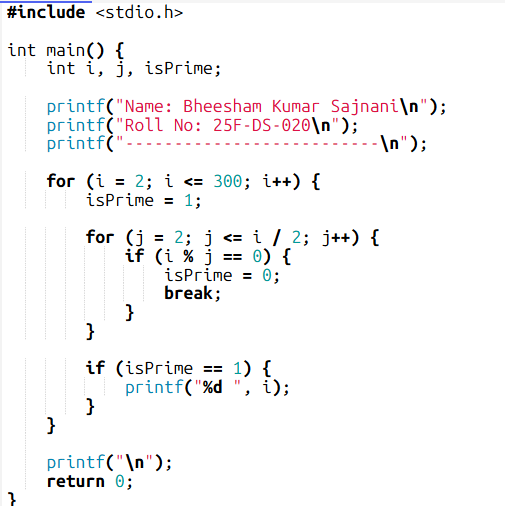 #include <stdio.h>
int main() {
int i, j, isPrime;
printf("Name: Bheesham Kumar Sajnani\n");
printf("Roll No: 25F-DS-020\n");
printf("--------------------------\n");
for (i = 2; i <= 300; i++) {
isPrime = 1;
for (j = 2; j <= i / 2; j++) {
if (i % j == 0) {
isPrime = 0;
break;
}
}
if (isPrime == 1) {
printf("%d ", i);
}
}
printf("\n");
return 0;
}